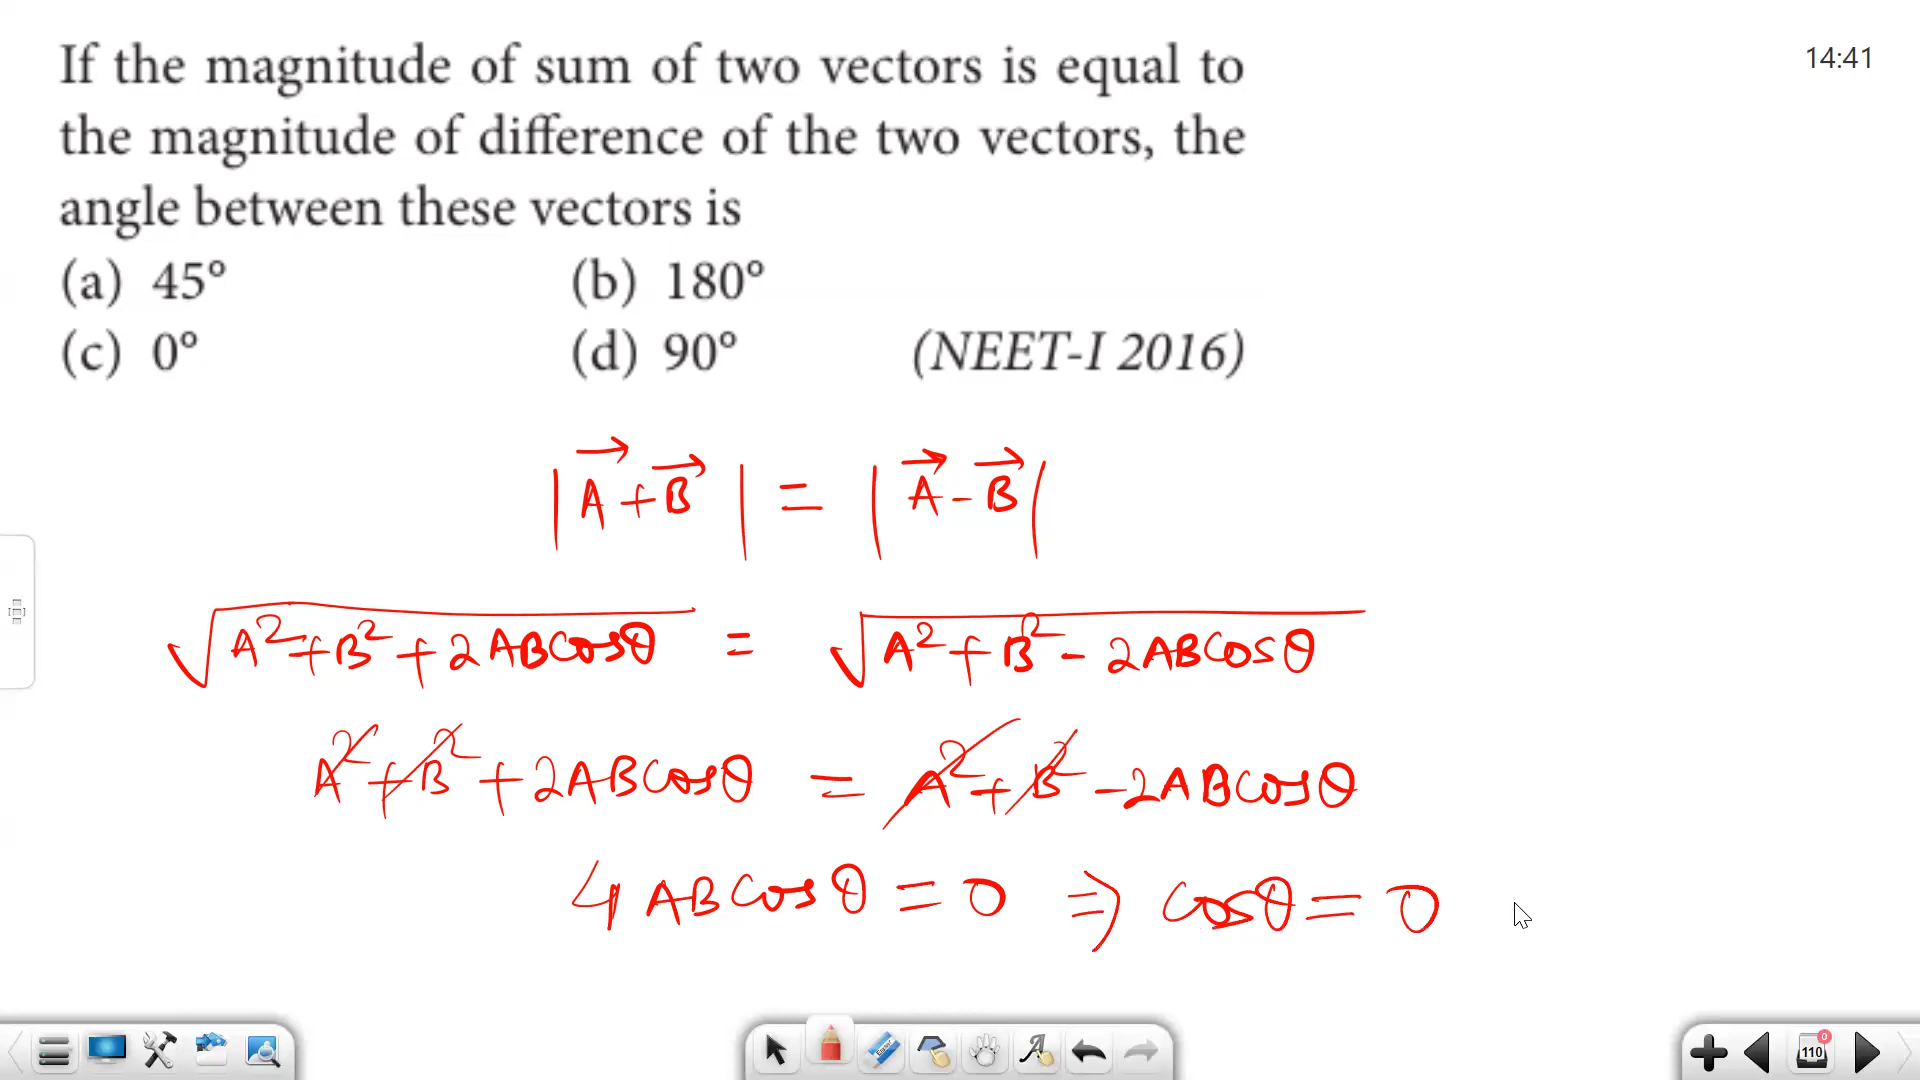 If the magnitude of sum of two vectors is equal to
14:41
the magnitude of difference of the two vectors, the
angle between these vectors is
(a) 45° (b) 180°
(c) 0° (d) 90° (NEET-I 2016)
|A⃗ + B⃗| = |A⃗ - B⃗|
√(A² + B² + 2ABCosθ) = √(A² + B² - 2ABCosθ)
A² + B² + 2ABCosθ = A² + B² - 2ABCosθ
4ABCosθ = 0 ⇒ Cosθ = 0
Eraser
A
110
0